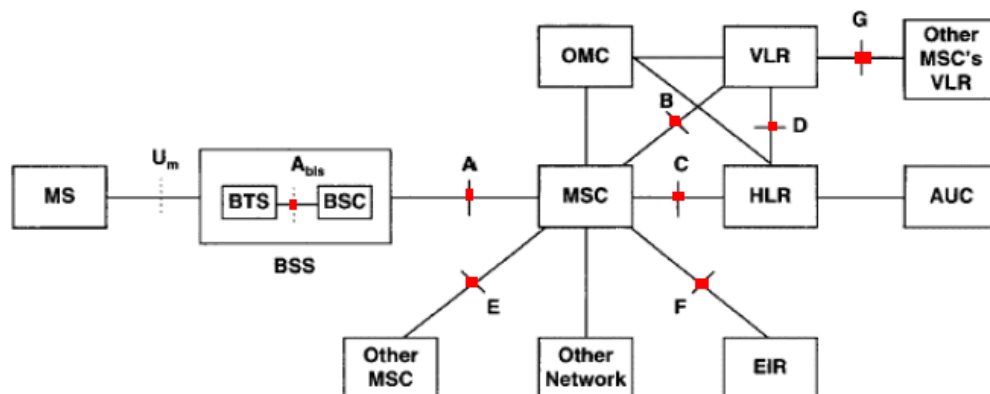 G
OMC
VLR
Other
MSC's
VLR
B
D
Um
Abis
A
C
MS
BTS
BSC
MSC
HLR
AUC
BSS
E
F
Other
MSC
Other
Network
EIR